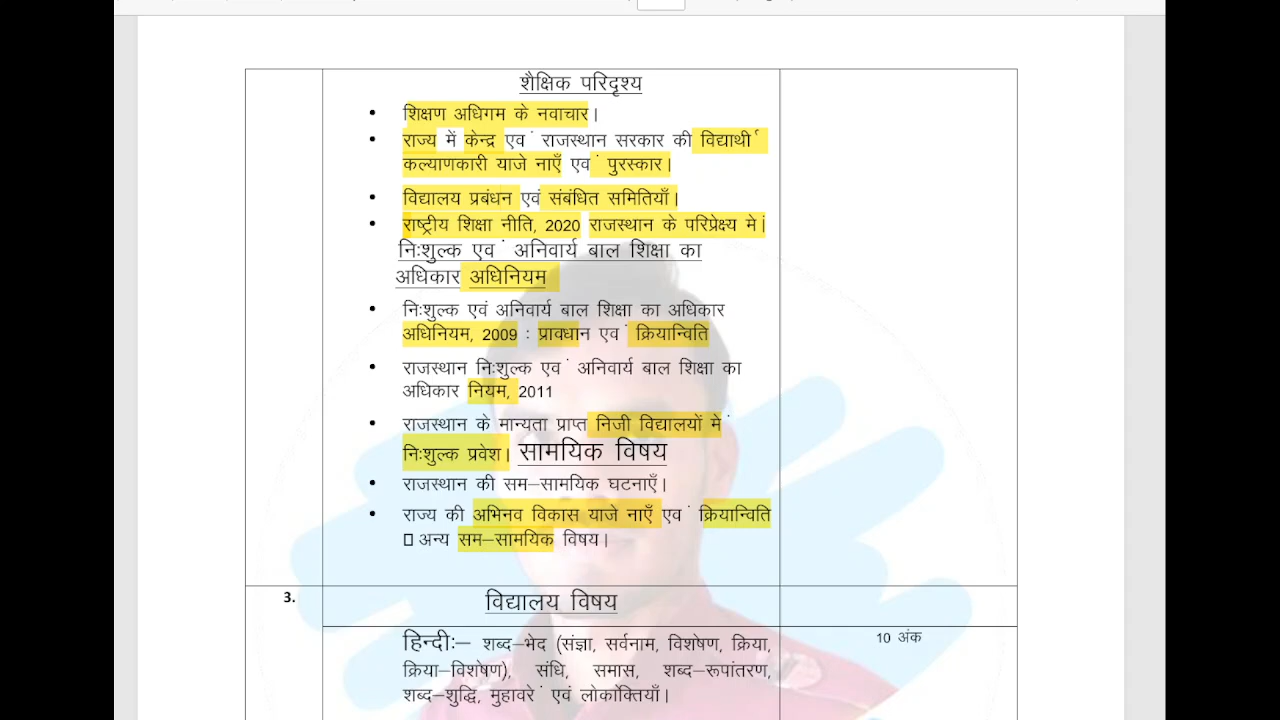 शैक्षिक परिदृश्य
• शिक्षण अधिगम के नवाचार।
• राज्य में केन्द्र एवं राजस्थान सरकार की विद्यार्थी
कल्याणकारी याजे नाएँ एवं पुरस्कार।
• विद्यालय प्रबंधन एवं संबंधित समितियाँ।
• राष्ट्रीय शिक्षा नीति, 2020 राजस्थान के परिप्रेक्ष्य मे।
निःशुल्क एवं अनिवार्य बाल शिक्षा का
अधिकार अधिनियम
• निःशुल्क एवं अनिवार्य बाल शिक्षा का अधिकार
अधिनियम, 2009 : प्रावधान एवं क्रियान्विति
• राजस्थान निःशुल्क एवं अनिवार्य बाल शिक्षा का
अधिकार नियम, 2011
• राजस्थान के मान्यता प्राप्त निजी विद्यालयों में
निःशुल्क प्रवेश। सामयिक विषय
• राजस्थान की सम–सामयिक घटनाएँ।
• राज्य की अभिनव विकास याजे नाएँ एवं क्रियान्विति
□ अन्य सम–सामयिक विषय।
3. विद्यालय विषय
हिन्दीः– शब्द–भेद (संज्ञा, सर्वनाम, विशेषण, क्रिया, 10 अंक
क्रिया–विशेषण), संधि, समास, शब्द–रूपांतरण,
शब्द–शुद्धि, मुहावरें एवं लोकोक्तियाँ।